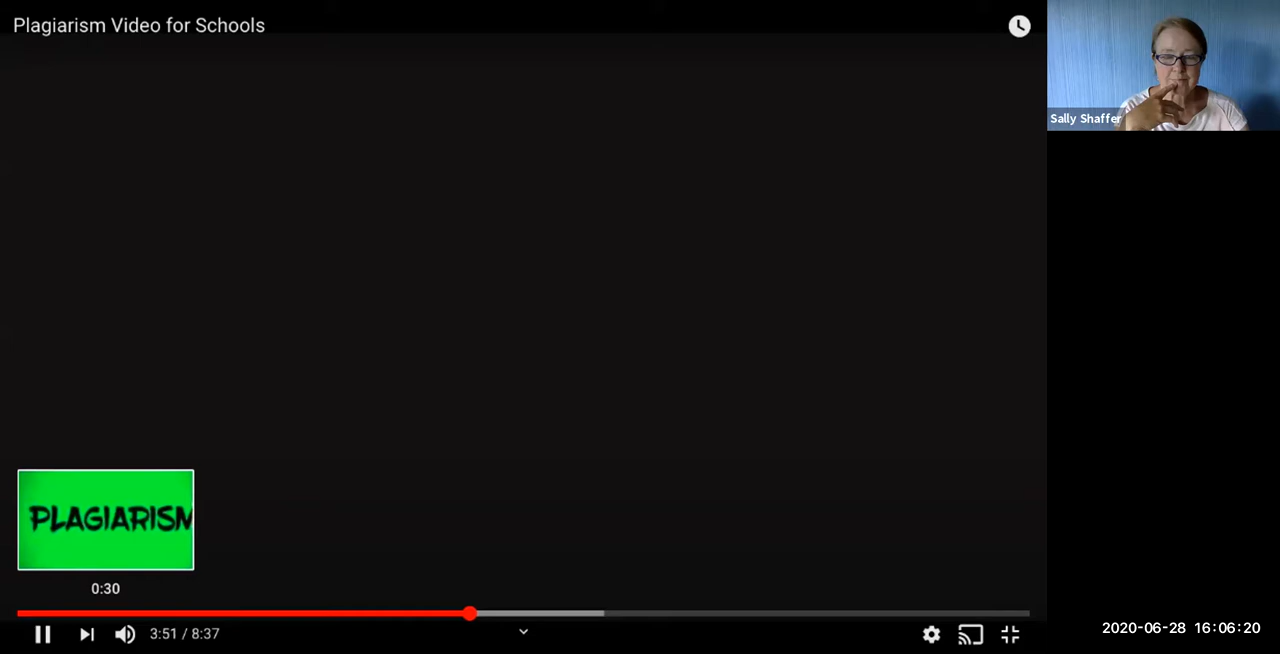 Plagiarism Video for Schools
Sally Shaffer
PLAGIARISM
0:30
3:51 / 8:37
2020-06-28 16:06:20